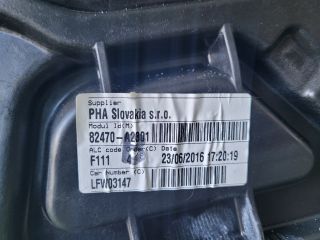 Supplier
PHA Slovakia s.r.o.
Modul Id(M)
82470-A2801
ALC code Order(C) Date
F111 4 23/06/2016 17:20:19
Car Number (C)
LFW03147